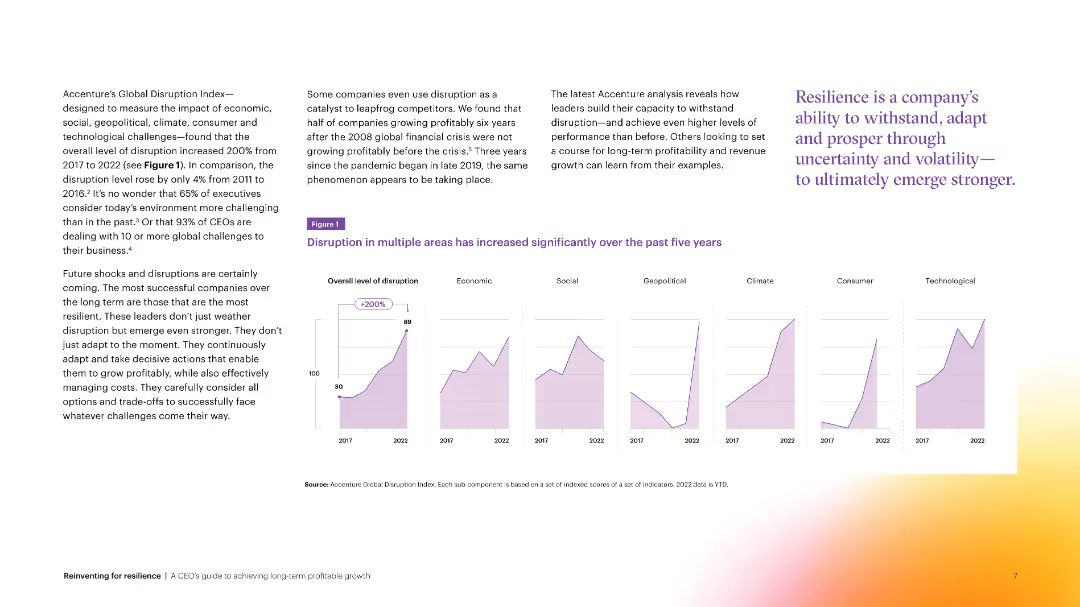 Accenture's Global Disruption Index—
designed to measure the impact of economic,
social, geopolitical, climate, consumer and
technological challenges—found that the
overall level of disruption increased 200% from
2017 to 2022 (see Figure 1). In comparison, the
disruption level rose by only 4% from 2011 to
2016.² It's no wonder that 65% of executives
consider today's environment more challenging
than in the past.³ Or that 93% of CEOs are
dealing with 10 or more global challenges to
their business.⁴
Future shocks and disruptions are certainly
coming. The most successful companies over
the long term are those that are the most
resilient. These leaders don't just weather
disruption but emerge even stronger. They don't
just adapt to the moment. They continuously
adapt and take decisive actions that enable
them to grow profitably, while also effectively
managing costs. They carefully consider all
options and trade-offs to successfully face
whatever challenges come their way.
Some companies even use disruption as a
catalyst to leapfrog competitors. We found that
half of companies growing profitably six years
after the 2008 global financial crisis were not
growing profitably before the crisis.⁵ Three years
since the pandemic began in late 2019, the same
phenomenon appears to be taking place.
The latest Accenture analysis reveals how
leaders build their capacity to withstand
disruption—and achieve even higher levels of
performance than before. Others looking to set
a course for long-term profitability and revenue
growth can learn from their examples.
Resilience is a company's
ability to withstand, adapt
and prosper through
uncertainty and volatility—
to ultimately emerge stronger.
Figure 1
Disruption in multiple areas has increased significantly over the past five years
Overall level of disruption Economic Social Geopolitical Climate Consumer Technological
+200%
89
100
30
2017 2022 2017 2022 2017 2022 2017 2022 2017 2022 2017 2022 2017 2022
Source: Accenture Global Disruption Index. Each sub-component is based on a set of indexed scores of a set of indicators. 2022 data is YTD.
Reinventing for resilience | A CEO's guide to achieving long-term profitable growth
7